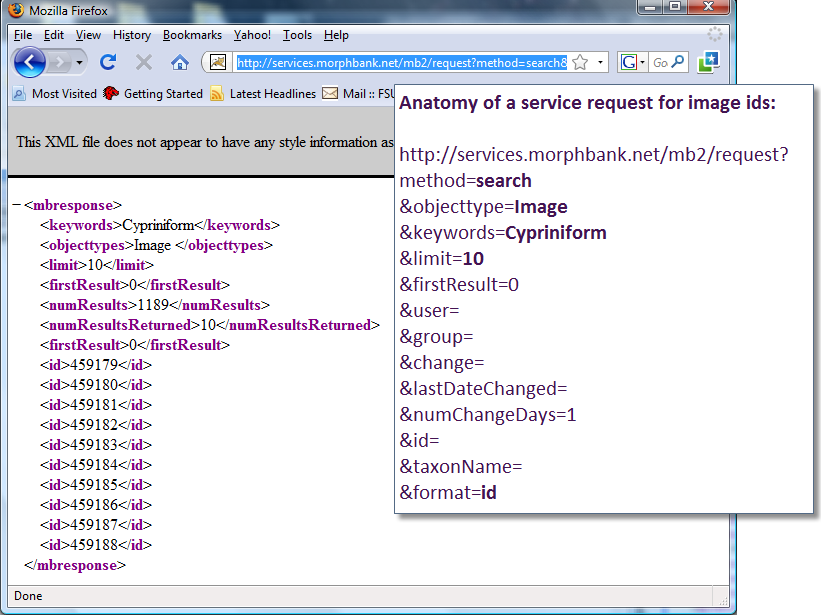 Mozilla Firefox
File Edit View History Bookmarks Yahoo! Tools Help
http://services.morphbank.net/mb2/request?method=search&
G Go
Most Visited Getting Started Latest Headlines Mail :: FSU
This XML file does not appear to have any style information as
− <mbresponse>
<keywords>Cypriniform</keywords>
<objecttypes>Image </objecttypes>
<limit>10</limit>
<firstResult>0</firstResult>
<numResults>1189</numResults>
<numResultsReturned>10</numResultsReturned>
<firstResult>0</firstResult>
<id>459179</id>
<id>459180</id>
<id>459181</id>
<id>459182</id>
<id>459183</id>
<id>459184</id>
<id>459185</id>
<id>459186</id>
<id>459187</id>
<id>459188</id>
</mbresponse>
Done
Anatomy of a service request for image ids:
http://services.morphbank.net/mb2/request?
method=search
&objecttype=Image
&keywords=Cypriniform
&limit=10
&firstResult=0
&user=
&group=
&change=
&lastDateChanged=
&numChangeDays=1
&id=
&taxonName=
&format=id